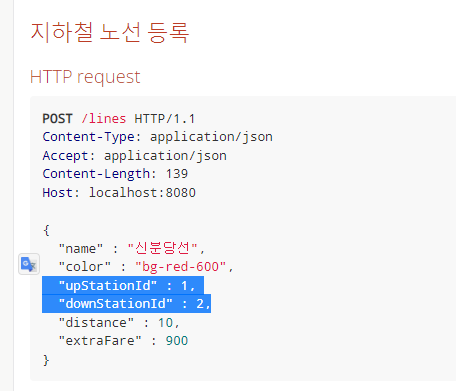 지하철 노선 등록
HTTP request
POST /lines HTTP/1.1
Content-Type: application/json
Accept: application/json
Content-Length: 139
Host: localhost:8080
{
"name" : "신분당선",
"color" : "bg-red-600",
"upStationId" : 1,
"downStationId" : 2,
"distance" : 10,
"extraFare" : 900
}